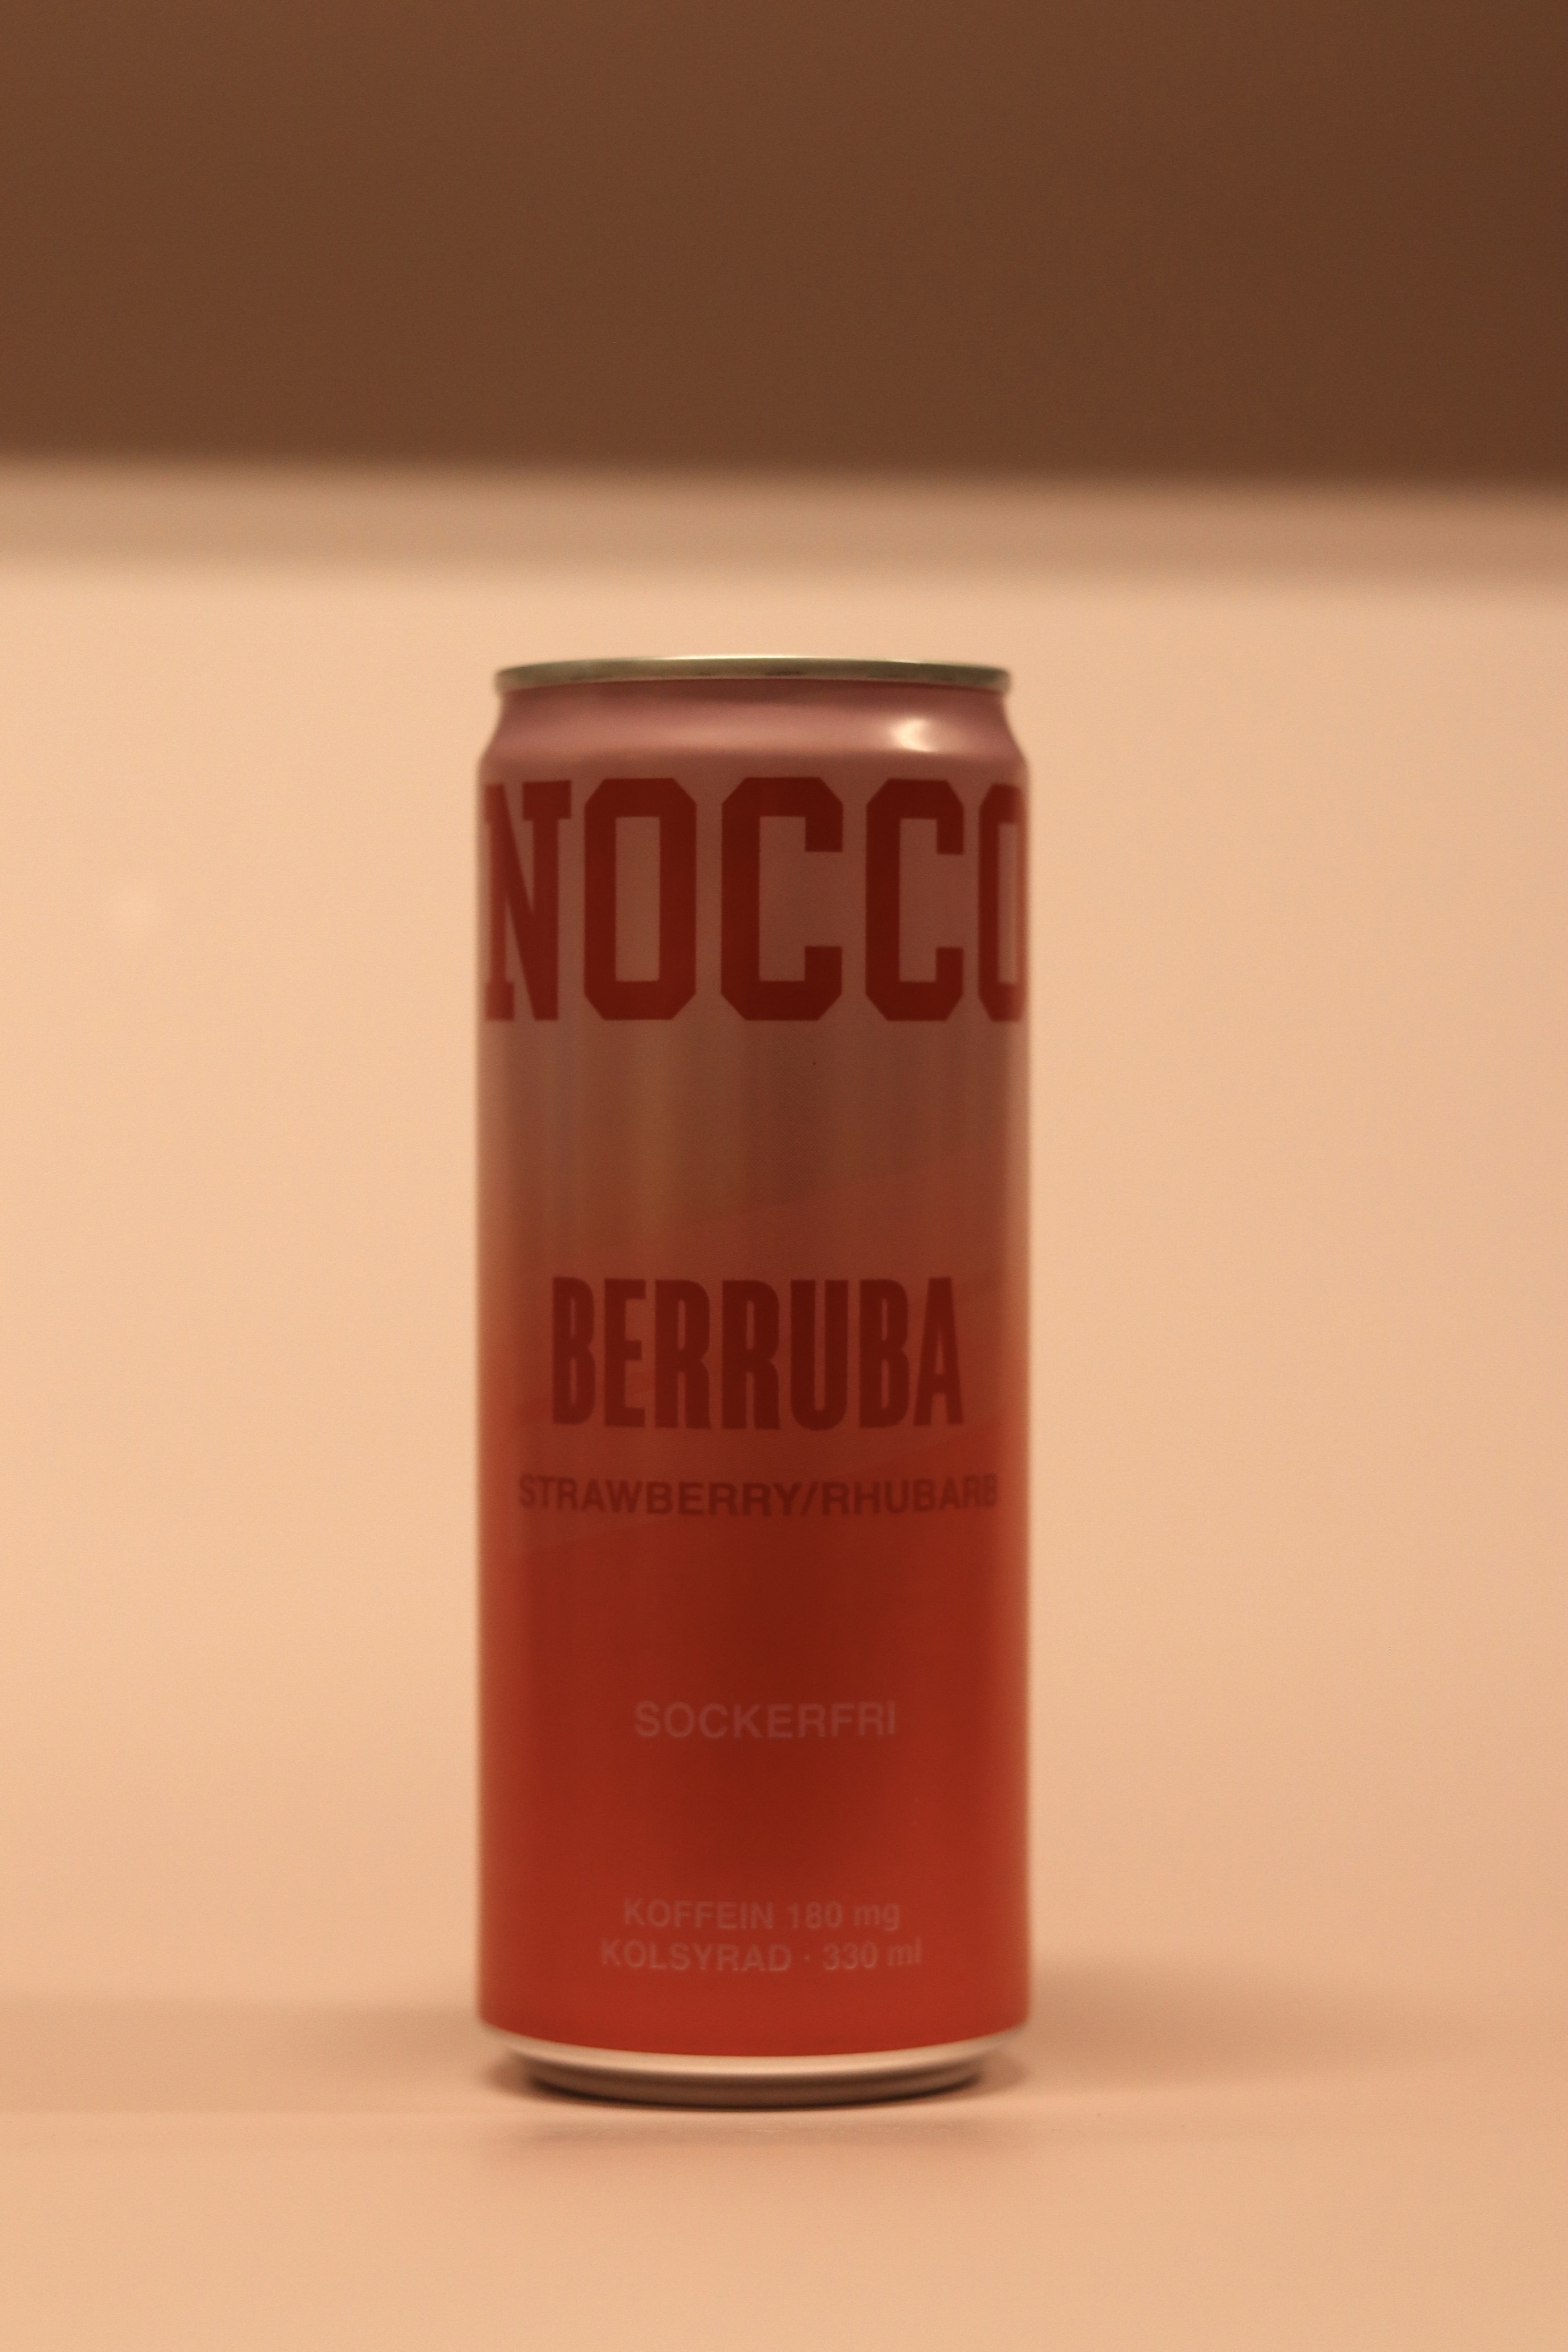 NOCCO
BERRUBA
STRAWBERRY/RHUBARB
SOCKERFRI
KOFFEIN 180 mg
KOLSYRAD · 330 ml